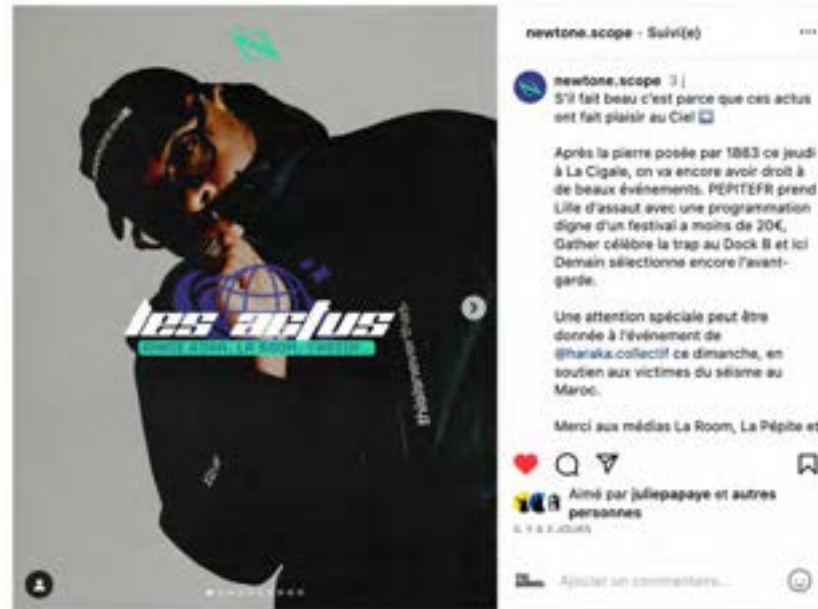 les actus
newtone.scope · Suivi(e)
newtone.scope 3 j
S'il fait beau c'est parce que ces actus
ont fait plaisir au Ciel
Après la pierre posée par 1863 ce jeudi
à La Cigale, on va encore avoir droit à
de beaux événements. PEPITEFR prend
Lille d'assaut avec une programmation
digne d'un festival a moins de 20€,
Gather célèbre la trap au Dock B et Ici
Demain sélectionne encore l'avant-
garde.
Une attention spéciale peut être
donnée à l'événement de
@haraka.collectif ce dimanche, en
soutien aux victimes du séisme au
Maroc.
Merci aux médias La Room, La Pépite et
Aimé par juliepapaye et autres
personnes
IL Y A 3 JOURS
Ajouter un commentaire...